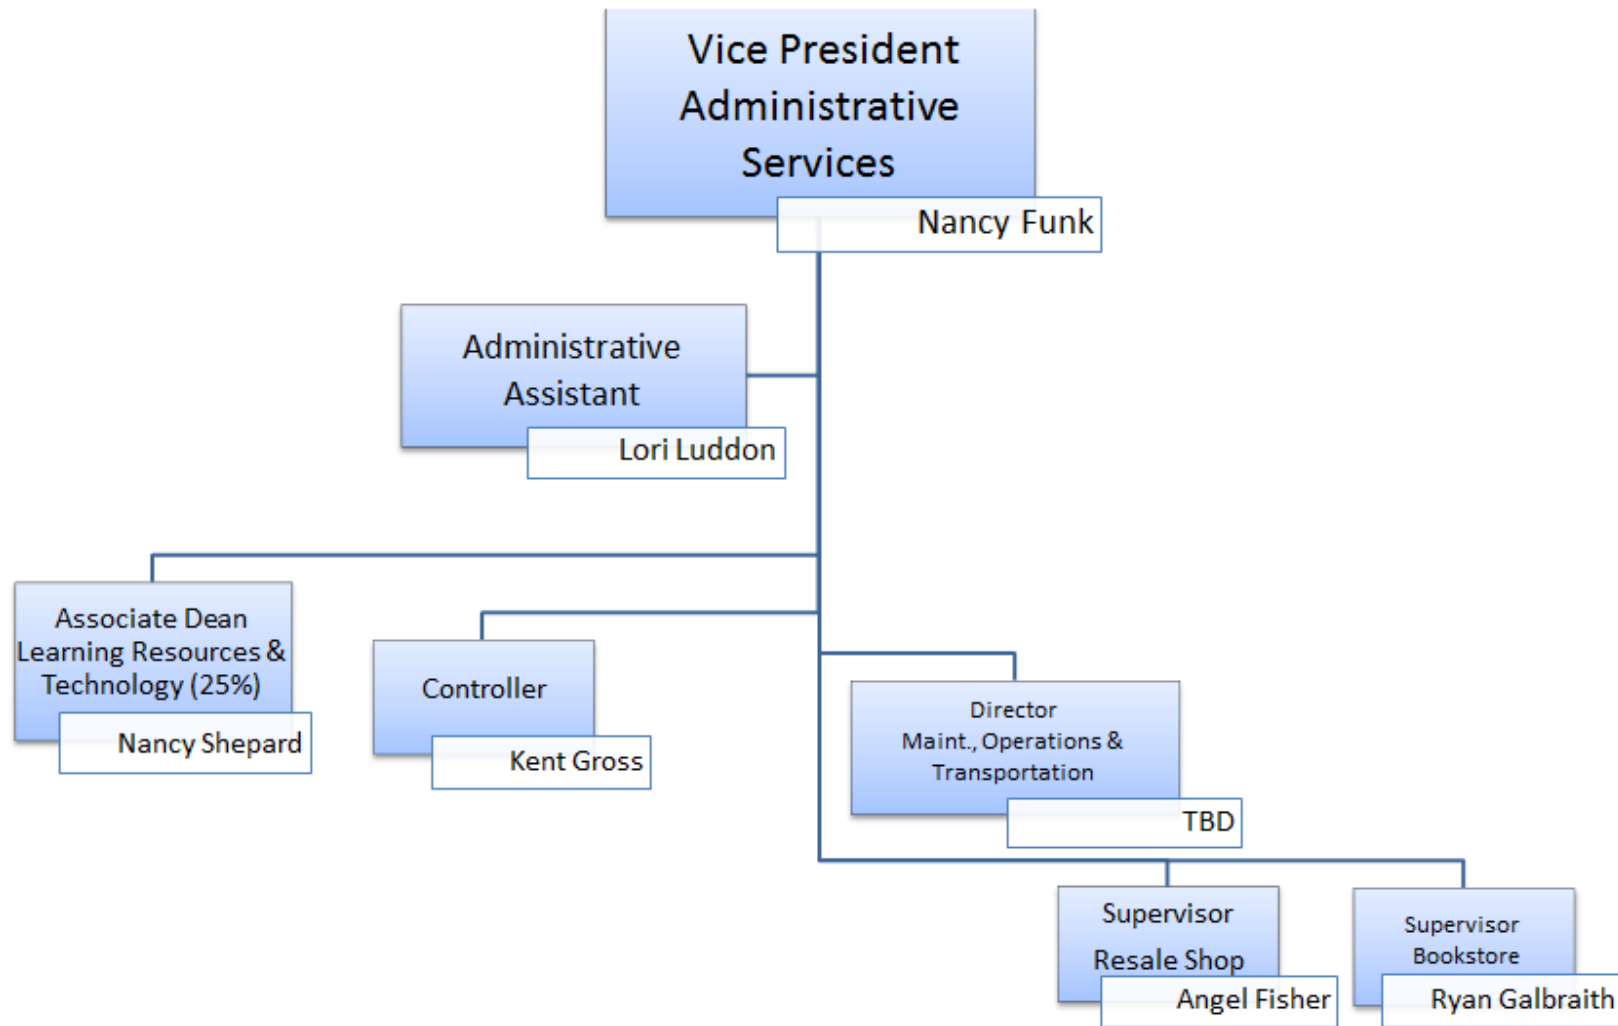 Vice President
Administrative
Services
Nancy Funk
Administrative
Assistant
Lori Luddon
Associate Dean
Learning Resources &
Technology (25%)
Nancy Shepard
Controller
Kent Gross
Director
Maint., Operations &
Transportation
TBD
Supervisor
Resale Shop
Angel Fisher
Supervisor
Bookstore
Ryan Galbraith